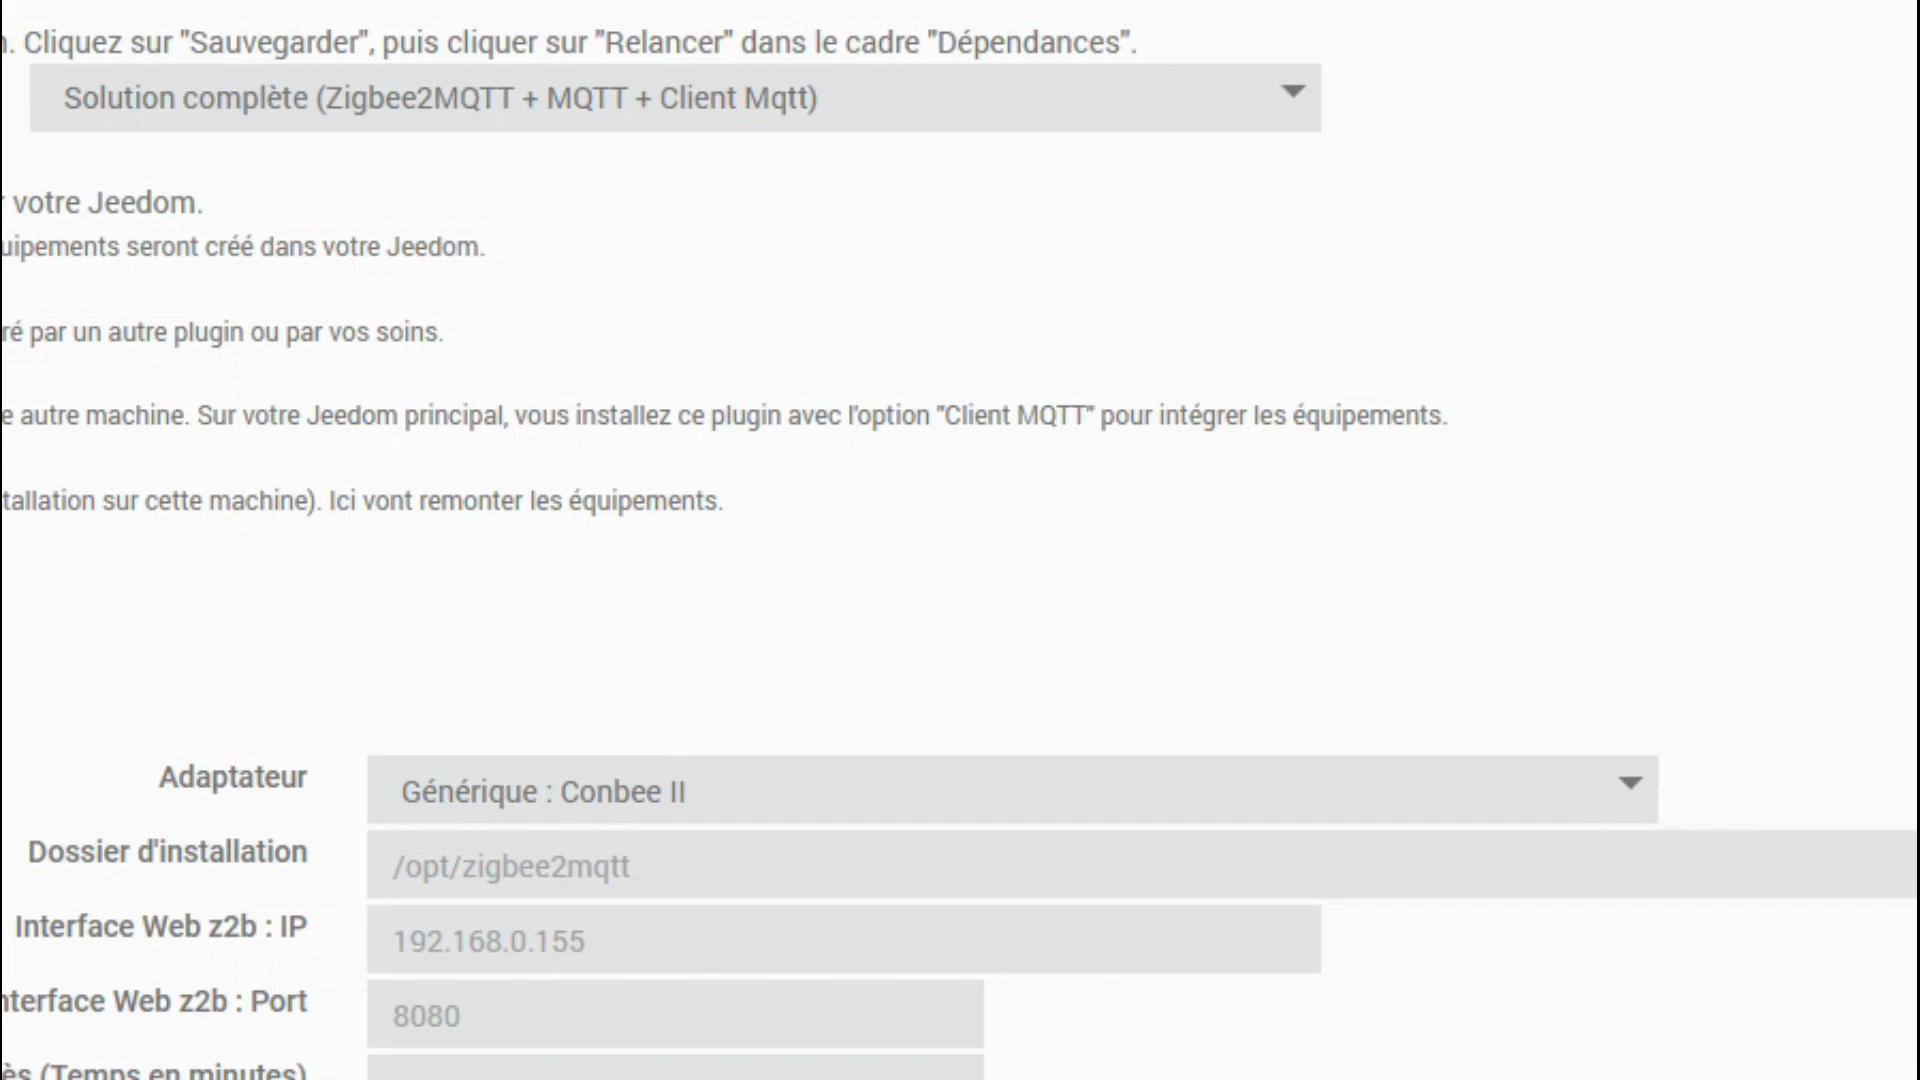 . Cliquez sur "Sauvegarder", puis cliquer sur "Relancer" dans le cadre "Dépendances".
Solution complète (Zigbee2MQTT + MQTT + Client Mqtt)
votre Jeedom.
uipements seront créé dans votre Jeedom.
ré par un autre plugin ou par vos soins.
e autre machine. Sur votre Jeedom principal, vous installez ce plugin avec l'option "Client MQTT" pour intégrer les équipements.
tallation sur cette machine). Ici vont remonter les équipements.
Adaptateur
Générique : Conbee II
Dossier d'installation
/opt/zigbee2mqtt
Interface Web z2b : IP
192.168.0.155
nterface Web z2b : Port
8080
ès (Temps en minutes)